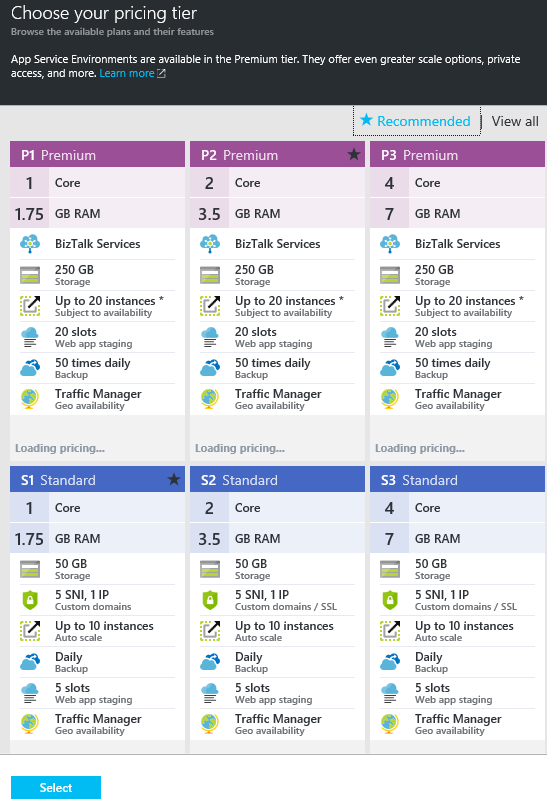 Choose your pricing tier
Browse the available plans and their features
App Service Environments are available in the Premium tier. They offer even greater scale options, private
access, and more. Learn more
Recommended | View all
P1 Premium
1 Core
1.75 GB RAM
BizTalk Services
250 GB
Storage
Up to 20 instances *
Subject to availability
20 slots
Web app staging
50 times daily
Backup
Traffic Manager
Geo availability
Loading pricing...
P2 Premium
2 Core
3.5 GB RAM
BizTalk Services
250 GB
Storage
Up to 20 instances *
Subject to availability
20 slots
Web app staging
50 times daily
Backup
Traffic Manager
Geo availability
Loading pricing...
P3 Premium
4 Core
7 GB RAM
BizTalk Services
250 GB
Storage
Up to 20 instances *
Subject to availability
20 slots
Web app staging
50 times daily
Backup
Traffic Manager
Geo availability
Loading pricing...
S1 Standard
1 Core
1.75 GB RAM
50 GB
Storage
5 SNI, 1 IP
Custom domains
Up to 10 instances
Auto scale
Daily
Backup
5 slots
Web app staging
Traffic Manager
Geo availability
S2 Standard
2 Core
3.5 GB RAM
50 GB
Storage
5 SNI, 1 IP
Custom domains / SSL
Up to 10 instances
Auto scale
Daily
Backup
5 slots
Web app staging
Traffic Manager
Geo availability
S3 Standard
4 Core
7 GB RAM
50 GB
Storage
5 SNI, 1 IP
Custom domains / SSL
Up to 10 instances
Auto scale
Daily
Backup
5 slots
Web app staging
Traffic Manager
Geo availability
Select